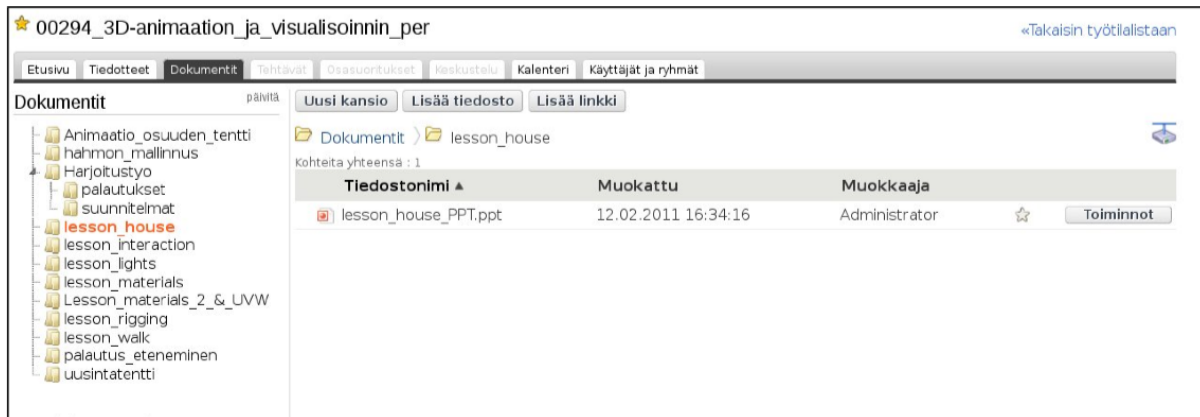 00294_3D-animaation_ja_visualisoinnin_per
«Takaisin työtilalistaan
Etusivu Tiedotteet Dokumentit Tehtävät Osasuoritukset Keskustelu Kalenteri Käyttäjät ja ryhmät
Dokumentit päivitä
Animaatio_osuuden_tentti
hahmon_mallinnus
Harjoitustyo
palautukset
suunnitelmat
lesson_house
lesson_interaction
lesson_lights
lesson_materials
Lesson_materials_2_&_UVW
lesson_rigging
lesson_walk
palautus_eteneminen
uusintatentti
Uusi kansio Lisää tiedosto Lisää linkki
Dokumentit lesson_house
Kohteita yhteensä : 1
Tiedostonimi Muokattu Muokkaaja
lesson_house_PPT.ppt 12.02.2011 16:34:16 Administrator Toiminnot